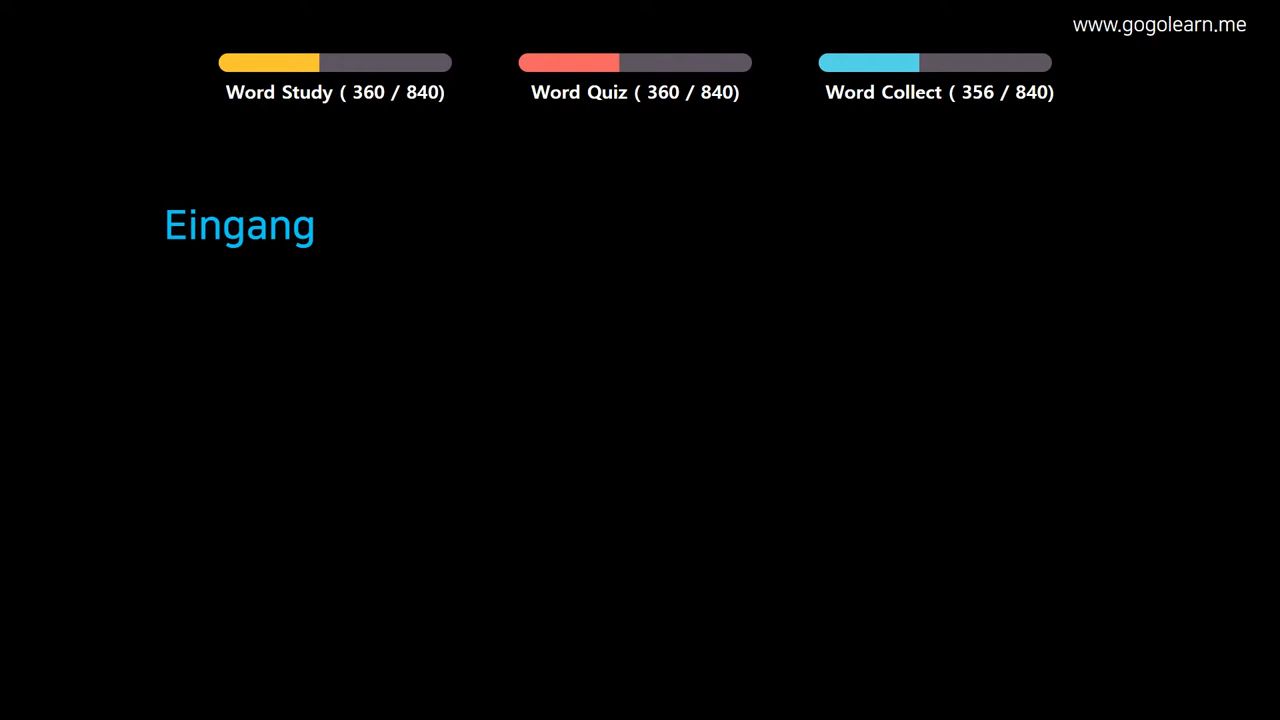 www.gogolearn.me
Word Study ( 360 / 840)
Word Quiz ( 360 / 840)
Word Collect ( 356 / 840)
Eingang